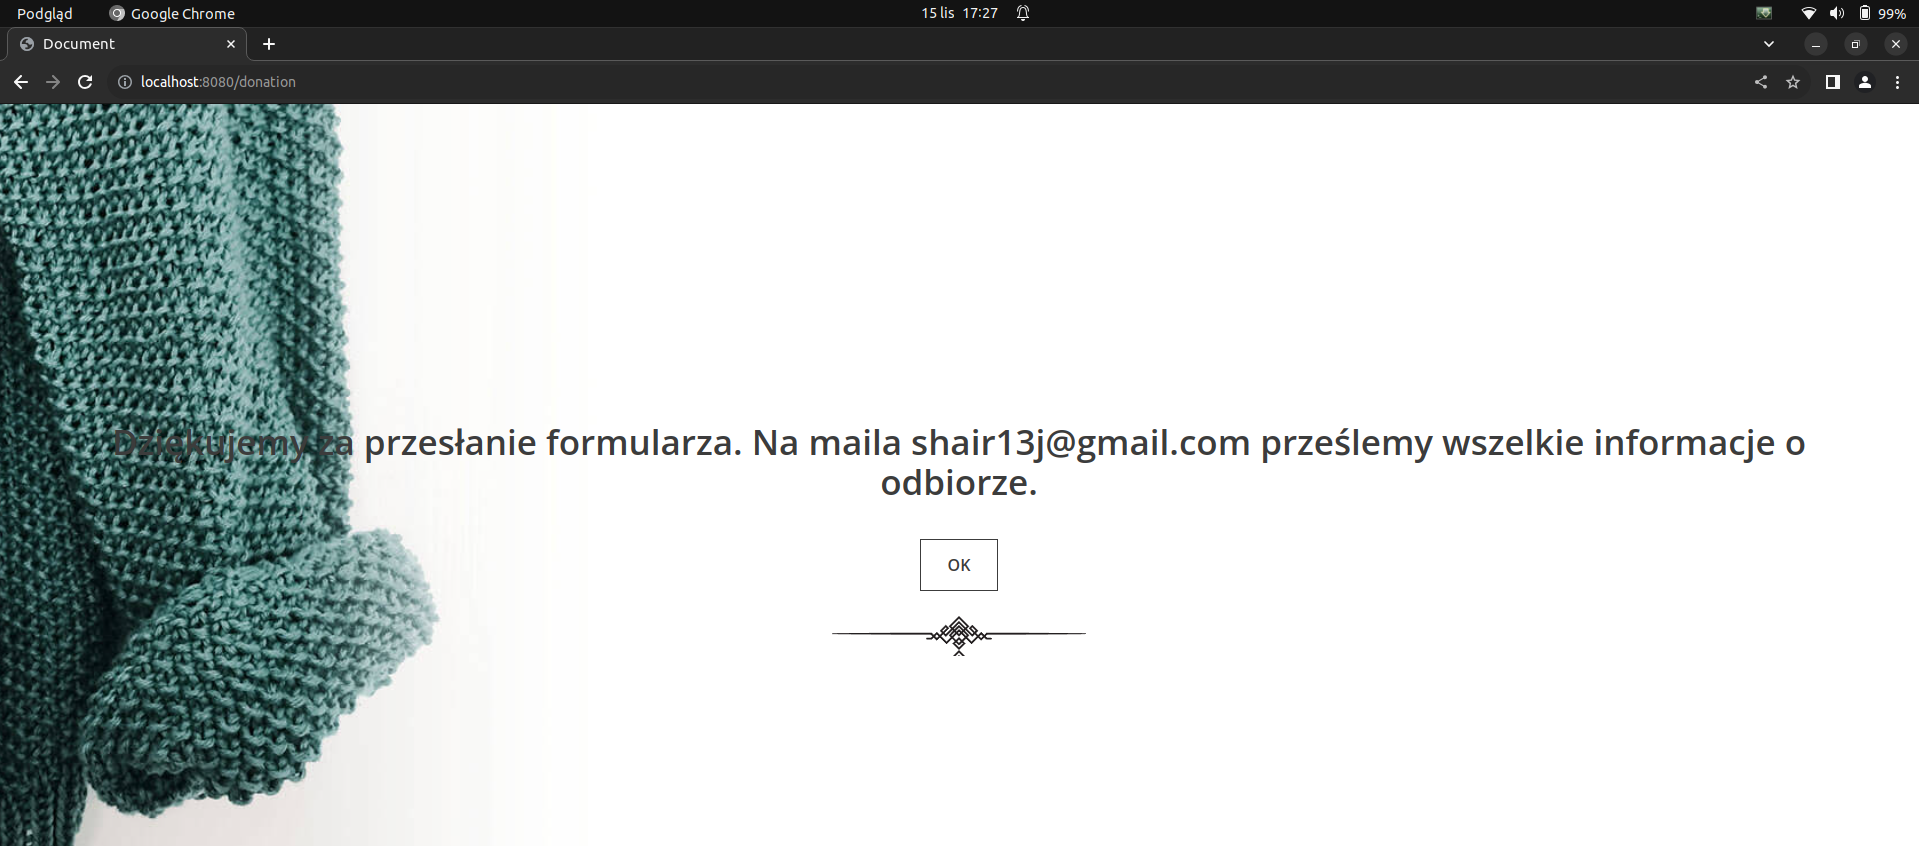 Podgląd
Google Chrome
15 lis 17:27
99%
Document
localhost:8080/donation
Dziękujemy za przesłanie formularza. Na maila shair13j@gmail.com prześlemy wszelkie informacje o
odbiorze.
OK